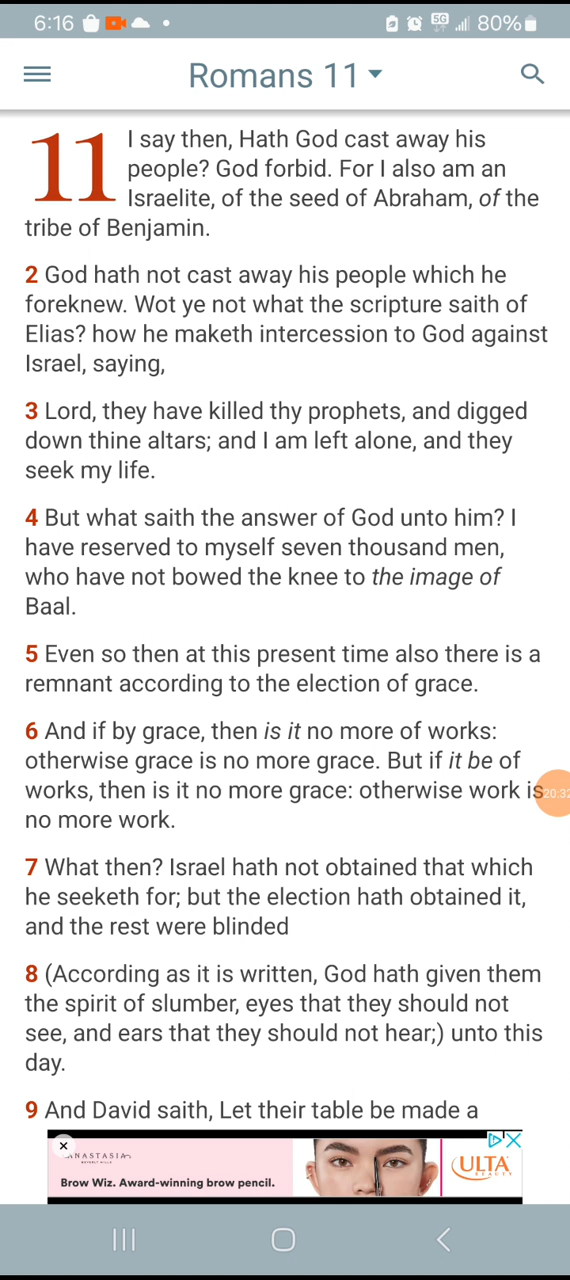 6:16 5G 80%
Romans 11
11 I say then, Hath God cast away his
people? God forbid. For I also am an
Israelite, of the seed of Abraham, of the
tribe of Benjamin.
2 God hath not cast away his people which he
foreknew. Wot ye not what the scripture saith of
Elias? how he maketh intercession to God against
Israel, saying,
3 Lord, they have killed thy prophets, and digged
down thine altars; and I am left alone, and they
seek my life.
4 But what saith the answer of God unto him? I
have reserved to myself seven thousand men,
who have not bowed the knee to the image of
Baal.
5 Even so then at this present time also there is a
remnant according to the election of grace.
6 And if by grace, then is it no more of works:
otherwise grace is no more grace. But if it be of
works, then is it no more grace: otherwise work is
20:32
no more work.
7 What then? Israel hath not obtained that which
he seeketh for; but the election hath obtained it,
and the rest were blinded
8 (According as it is written, God hath given them
the spirit of slumber, eyes that they should not
see, and ears that they should not hear;) unto this
day.
9 And David saith, Let their table be made a
ANASTASIA
BEVERLY HILLS
Brow Wiz. Award-winning brow pencil.
ULTA
BEAUTY